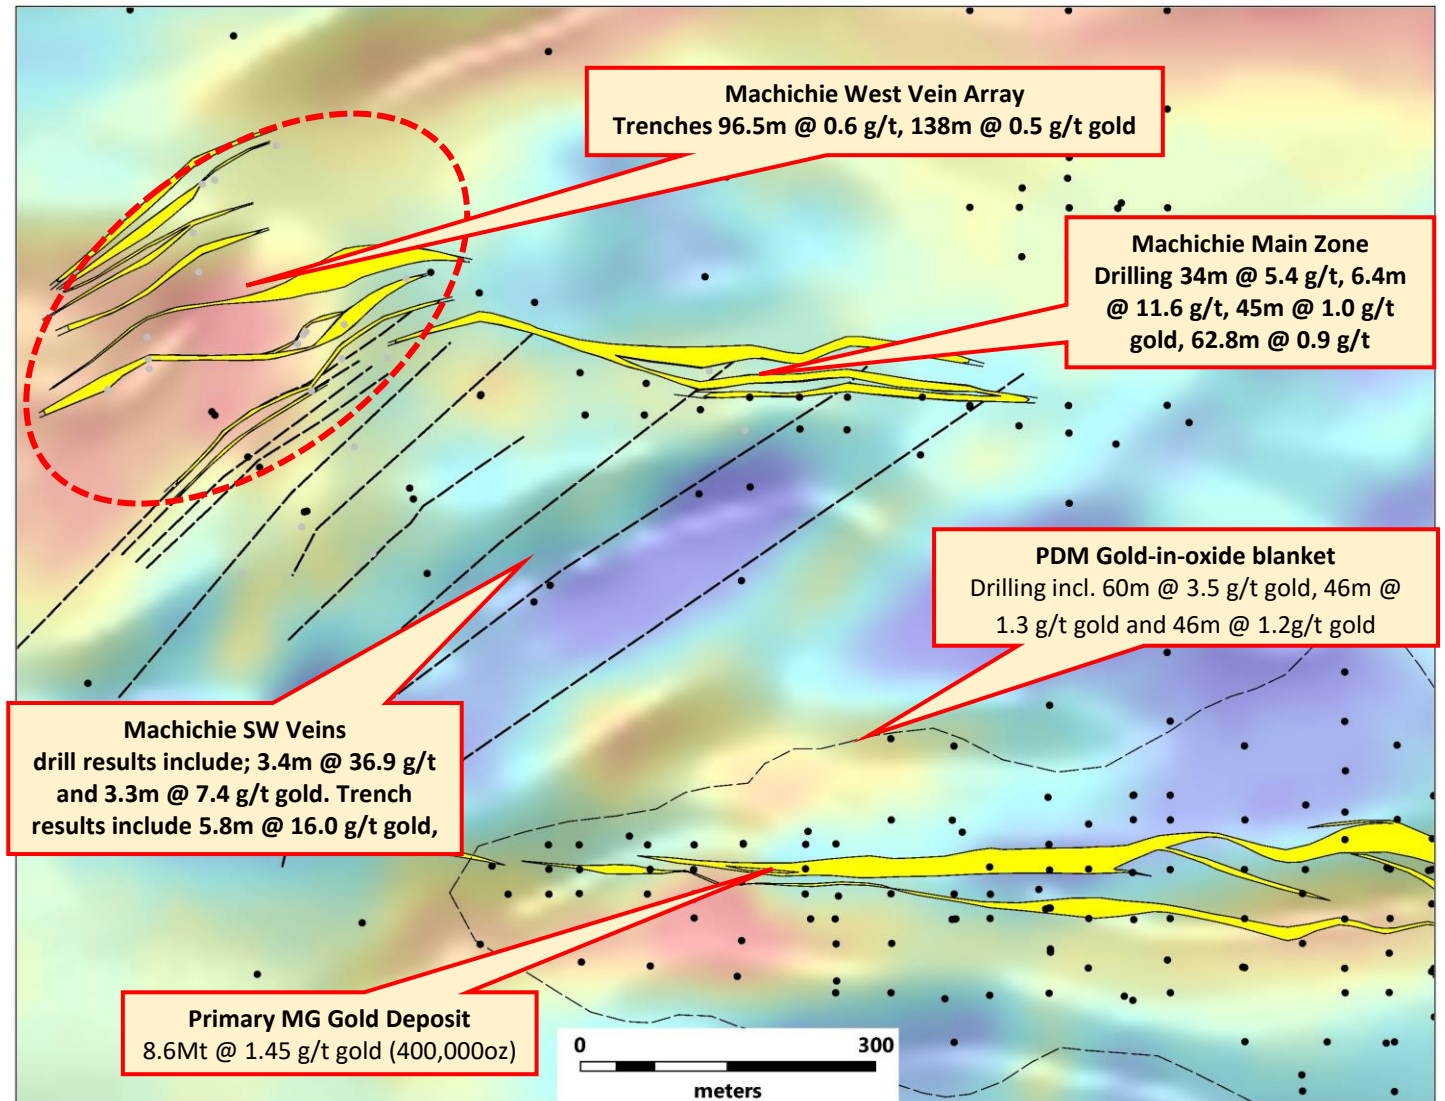 Machichie West Vein Array
Trenches 96.5m @ 0.6 g/t, 138m @ 0.5 g/t gold
Machichie Main Zone
Drilling 34m @ 5.4 g/t, 6.4m
@ 11.6 g/t, 45m @ 1.0 g/t
gold, 62.8m @ 0.9 g/t
PDM Gold-in-oxide blanket
Drilling incl. 60m @ 3.5 g/t gold, 46m @
1.3 g/t gold and 46m @ 1.2g/t gold
Machichie SW Veins
drill results include; 3.4m @ 36.9 g/t
and 3.3m @ 7.4 g/t gold. Trench
results include 5.8m @ 16.0 g/t gold,
Primary MG Gold Deposit
8.6Mt @ 1.45 g/t gold (400,000oz)
0 300
meters